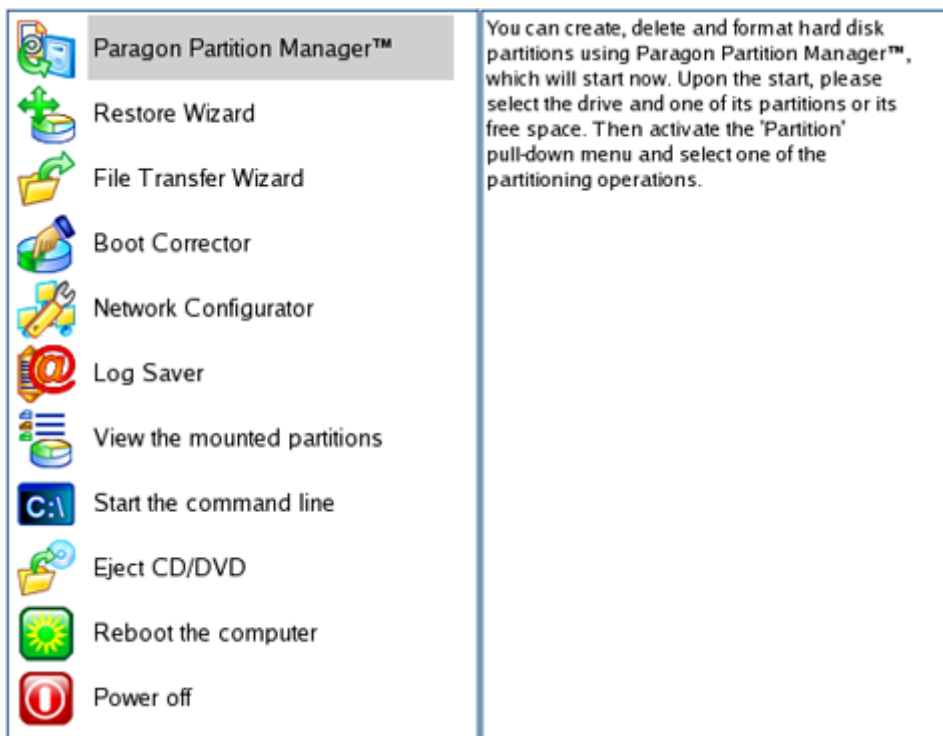 Paragon Partition Manager™
Restore Wizard
File Transfer Wizard
Boot Corrector
Network Configurator
@
Log Saver
View the mounted partitions
C:\
Start the command line
Eject CD/DVD
Reboot the computer
Power off
You can create, delete and format hard disk
partitions using Paragon Partition Manager™,
which will start now. Upon the start, please
select the drive and one of its partitions or its
free space. Then activate the 'Partition'
pull-down menu and select one of the
partitioning operations.